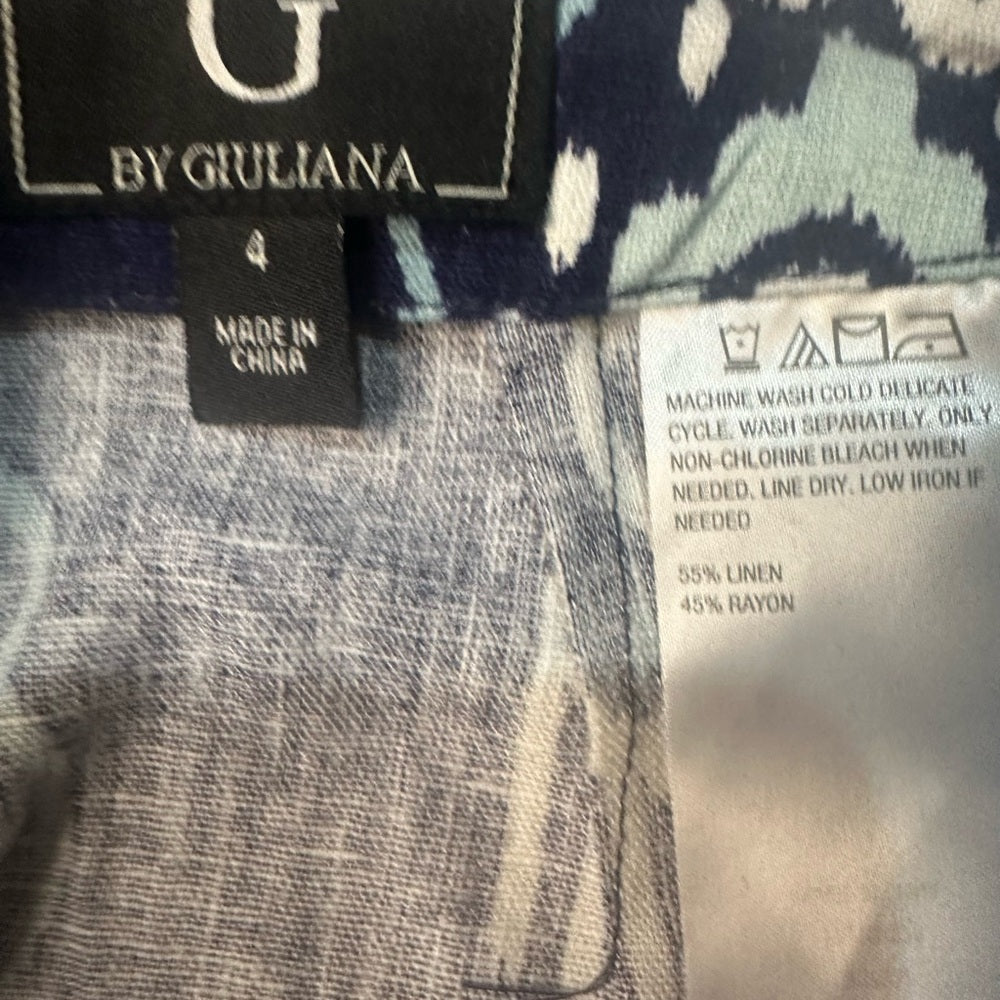 G
BY GIULIANA
4
MADE IN
CHINA
MACHINE WASH COLD DELICATE
CYCLE. WASH SEPARATELY. ONLY
NON-CHLORINE BLEACH WHEN
NEEDED. LINE DRY. LOW IRON IF
NEEDED
55% LINEN
45% RAYON